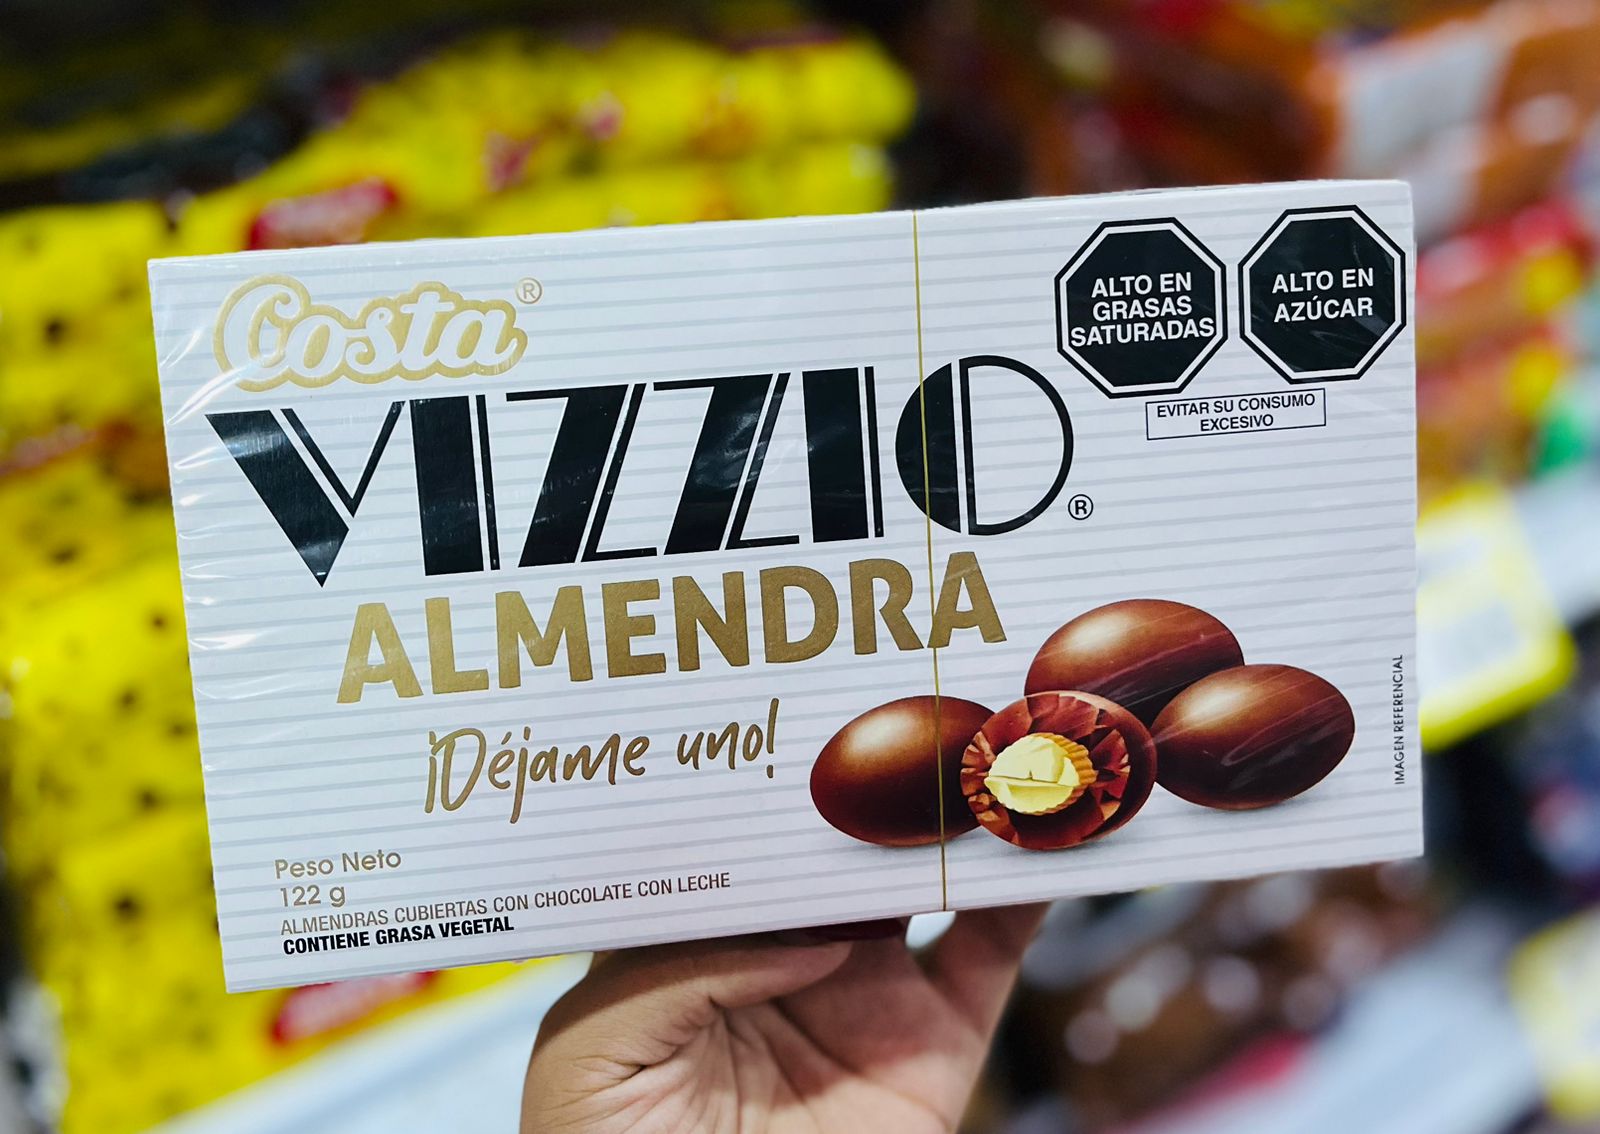 Costa®
ALTO EN
GRASAS
SATURADAS
ALTO EN
AZÚCAR
EVITAR SU CONSUMO
EXCESIVO
VIZZIO®
ALMENDRA
¡Déjame uno!
IMAGEN REFERENCIAL
Peso Neto
122 g
ALMENDRAS CUBIERTAS CON CHOCOLATE CON LECHE
CONTIENE GRASA VEGETAL